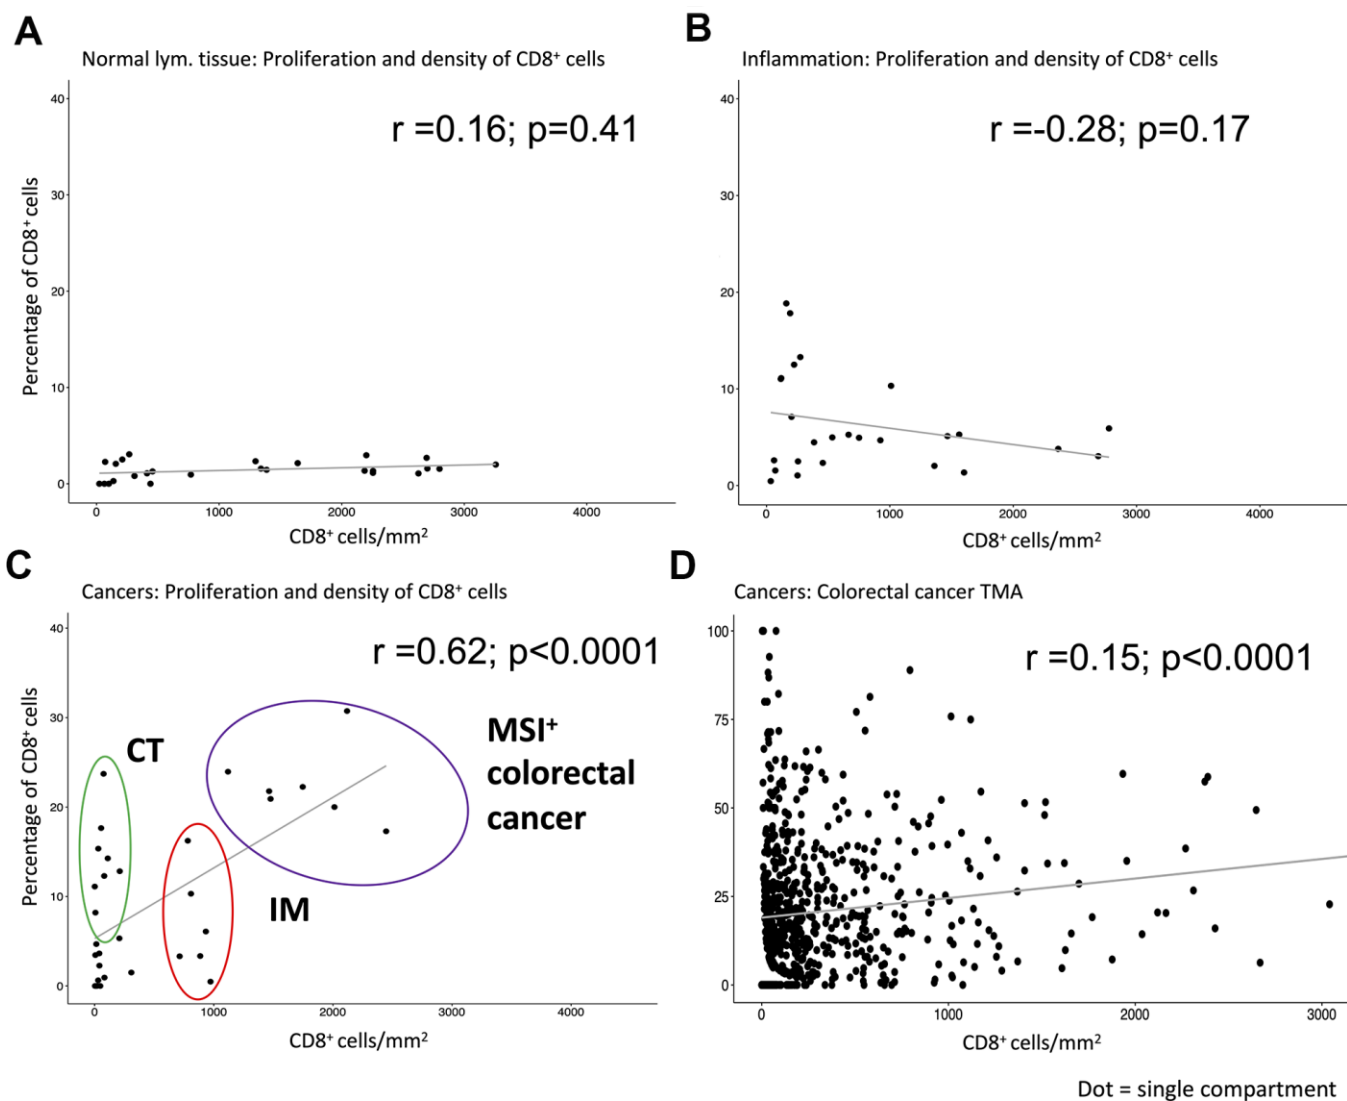 A
Normal lym. tissue: Proliferation and density of CD8⁺ cells
r =0.16; p=0.41
Percentage of CD8⁺ cells
40
30
20
10
0
0 1000 2000 3000 4000
CD8⁺ cells/mm²
B
Inflammation: Proliferation and density of CD8⁺ cells
r =-0.28; p=0.17
40
30
20
10
0
0 1000 2000 3000 4000
CD8⁺ cells/mm²
C
Cancers: Proliferation and density of CD8⁺ cells
r =0.62; p<0.0001
Percentage of CD8⁺ cells
40
30
20
10
0
CT
IM
MSI⁺
colorectal
cancer
0 1000 2000 3000 4000
CD8⁺ cells/mm²
D
Cancers: Colorectal cancer TMA
r =0.15; p<0.0001
100
75
50
25
0
0 1000 2000 3000
CD8⁺ cells/mm²
Dot = single compartment